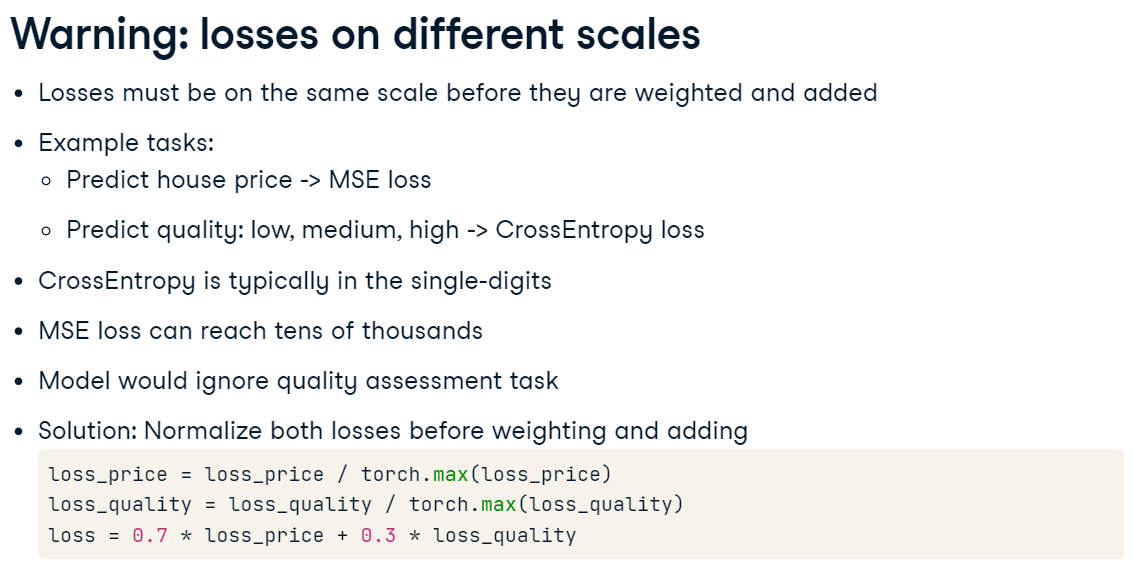 Warning: losses on different scales
• Losses must be on the same scale before they are weighted and added
• Example tasks:
◦ Predict house price -> MSE loss
◦ Predict quality: low, medium, high -> CrossEntropy loss
• CrossEntropy is typically in the single-digits
• MSE loss can reach tens of thousands
• Model would ignore quality assessment task
• Solution: Normalize both losses before weighting and adding
loss_price = loss_price / torch.max(loss_price)
loss_quality = loss_quality / torch.max(loss_quality)
loss = 0.7 * loss_price + 0.3 * loss_quality